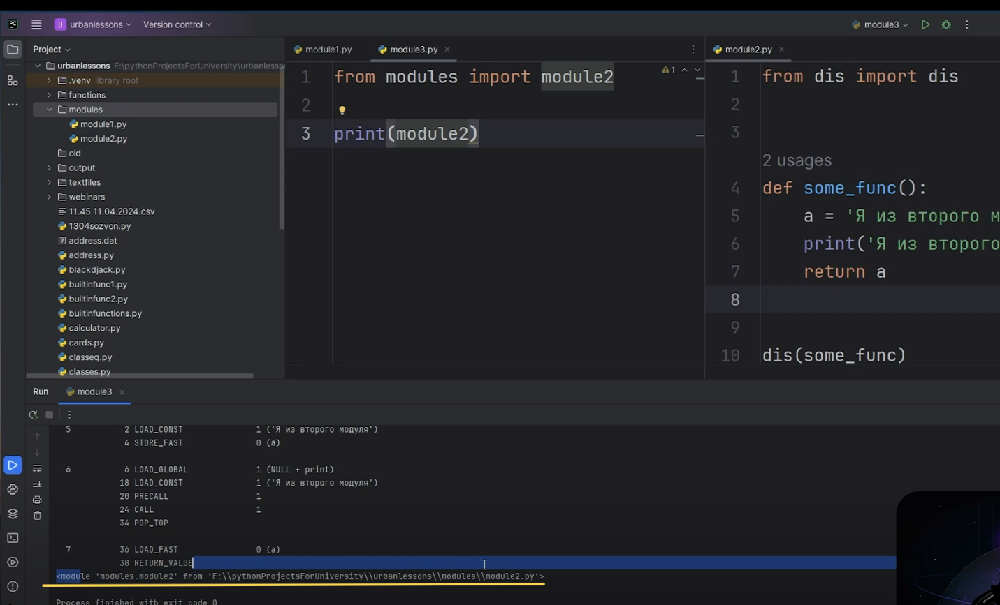 PC
U urbanlessons
Version control
module3
Project
urbanlessons F:\pythonProjectsForUniversity\urbanlesso
.venv library root
functions
modules
module1.py
module2.py
old
output
textfiles
webinars
11.45 11.04.2024.csv
1304sozvon.py
address.dat
address.py
blackdjack.py
builtinfunc1.py
builtinfunc2.py
builtinfunctions.py
calculator.py
cards.py
classeq.py
classes.py
module1.py
module3.py
1 from modules import module2
1
2
3 print(module2)
module2.py
1 from dis import dis
2
3
2 usages
4 def some_func():
5 a = 'Я из второго м
6 print('Я из второго
7 return a
8
9
10 dis(some_func)
Run
module3
5 2 LOAD_CONST 1 ('Я из второго модуля')
4 STORE_FAST 0 (a)
6 6 LOAD_GLOBAL 1 (NULL + print)
18 LOAD_CONST 1 ('Я из второго модуля')
20 PRECALL 1
24 CALL 1
34 POP_TOP
7 36 LOAD_FAST 0 (a)
38 RETURN_VALUE
<module 'modules.module2' from 'F:\\pythonProjectsForUniversity\\urbanlessons\\modules\\module2.py'>
Process finished with exit code 0